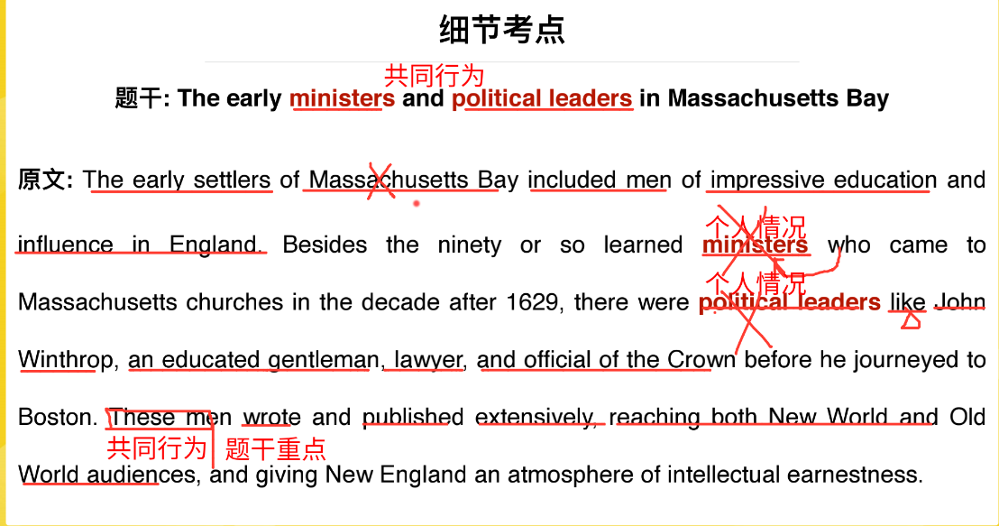 细节考点
共同行为
题干: The early ministers and political leaders in Massachusetts Bay
原文: The early settlers of Massachusetts Bay included men of impressive education and
个人情况
influence in England. Besides the ninety or so learned ministers who came to
个人情况
Massachusetts churches in the decade after 1629, there were political leaders like John
Winthrop, an educated gentleman, lawyer, and official of the Crown before he journeyed to
Boston. These men wrote and published extensively, reaching both New World and Old
共同行为 题干重点
World audiences, and giving New England an atmosphere of intellectual earnestness.